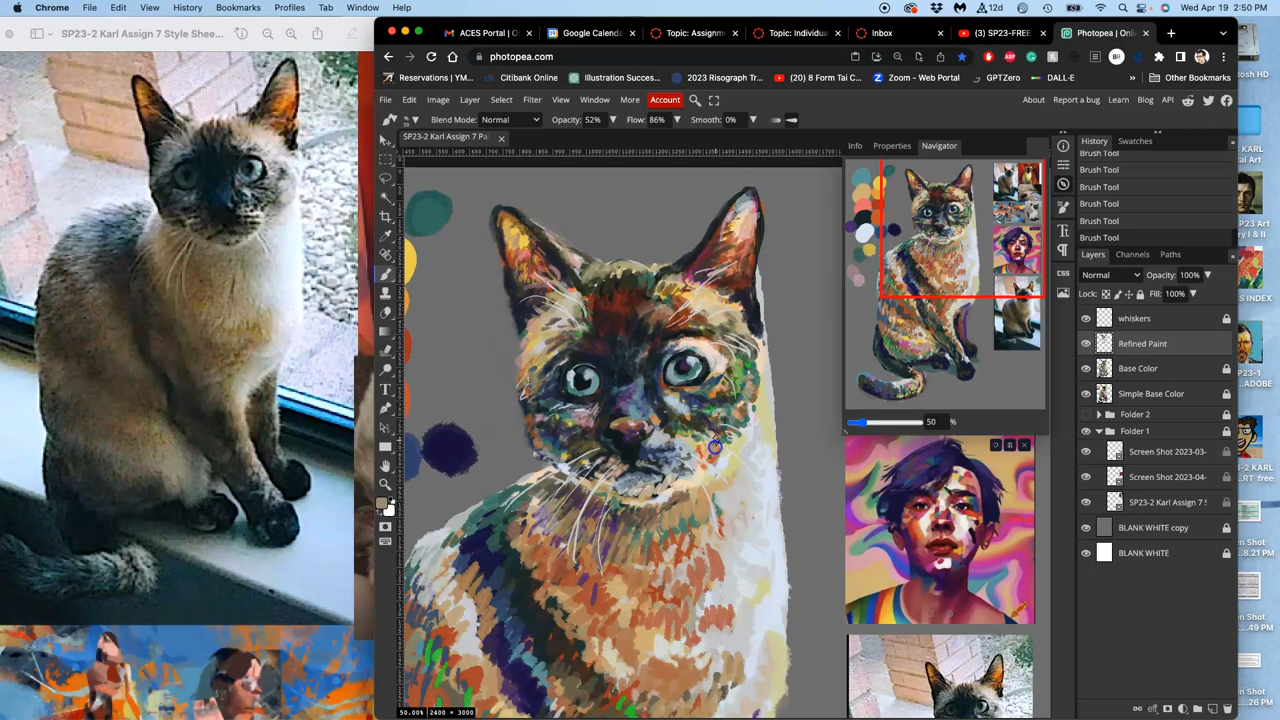 Chrome File Edit View History Bookmarks Profiles Tab Window Help 12d Wed Apr 19 2:50 PM
SP23-2 Karl Assign 7 Style Shee...
ACES Portal | O Google Calenda Topic: Assignm Topic: Individua Inbox (3) SP23-FREE Photopea | Onli
photopea.com
Reservations | YM... Citibank Online Illustration Succes... 2023 Risograph Tr... (20) 8 Form Tai C... Zoom - Web Portal GPTZero DALL-E » Other Bookmarks
File Edit Image Layer Select Filter View Window More Account About Report a bug Learn Blog API
Blend Mode: Normal Opacity: 52% Flow: 86% Smooth: 0%
SP23-2 Karl Assign 7 Pa
Info Properties Navigator
50 %
History Swatches
Brush Tool
Brush Tool
Brush Tool
Brush Tool
Brush Tool
Brush Tool
Layers Channels Paths
Normal Opacity: 100%
Lock: Fill: 100%
whiskers
Refined Paint
Base Color
Simple Base Color
Folder 2
Folder 1
Screen Shot 2023-03-
Screen Shot 2023-04-
SP23-2 Karl Assign 7 S
BLANK WHITE copy
BLANK WHITE
CSS
50.00% 2400 × 3000